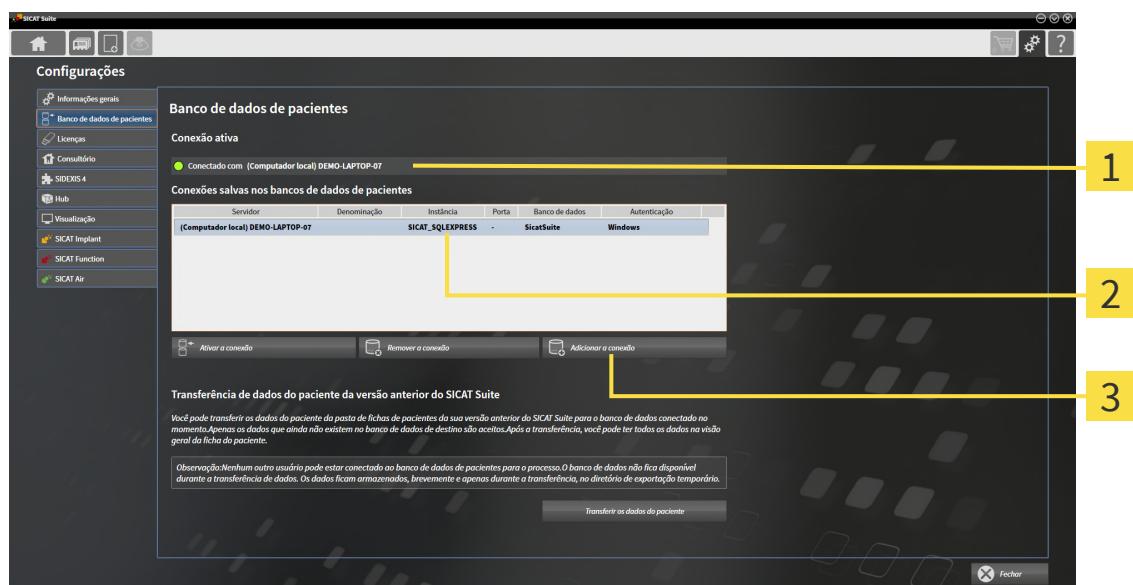 SICAT Suite
?
Configurações
Informações gerais
Banco de dados de pacientes
Licenças
Consultório
SIDEXIS 4
Hub
Visualização
SICAT Implant
SICAT Function
SICAT Air
Banco de dados de pacientes
Conexão ativa
Conectado com (Computador local) DEMO-LAPTOP-07
Conexões salvas nos bancos de dados de pacientes
Servidor Denominação Instância Porta Banco de dados Autenticação
(Computador local) DEMO-LAPTOP-07 SICAT_SQLEXPRESS - SicatSuite Windows
Ativar a conexão Remover a conexão Adicionar a conexão
Transferência de dados do paciente da versão anterior do SICAT Suite
Você pode transferir os dados do paciente da pasta de fichas de pacientes da sua versão anterior do SICAT Suite para o banco de dados conectado no
momento.Apenas os dados que ainda não existem no banco de dados de destino são aceitos.Após a transferência, você pode ter todos os dados na visão
geral da ficha do paciente.
Observação:Nenhum outro usuário pode estar conectado ao banco de dados de pacientes para o processo.O banco de dados não fica disponível
durante a transferência de dados. Os dados ficam armazenados, brevemente e apenas durante a transferência, no diretório de exportação temporário.
Transferir os dados do paciente
Fechar
1
2
3